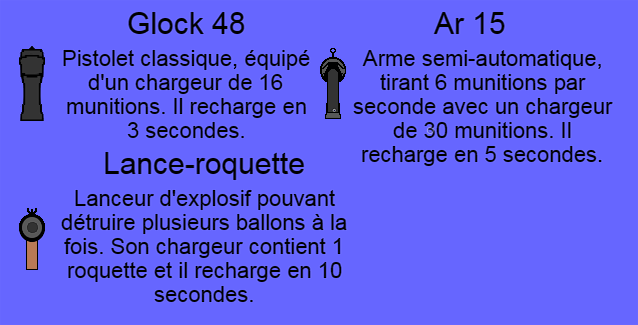 Glock 48
Pistolet classique, équipé
d'un chargeur de 16
munitions. Il recharge en
3 secondes.
Ar 15
Arme semi-automatique,
tirant 6 munitions par
seconde avec un chargeur
de 30 munitions. Il
recharge en 5 secondes.
Lance-roquette
Lanceur d'explosif pouvant
détruire plusieurs ballons à la
fois. Son chargeur contient 1
roquette et il recharge en 10
secondes.